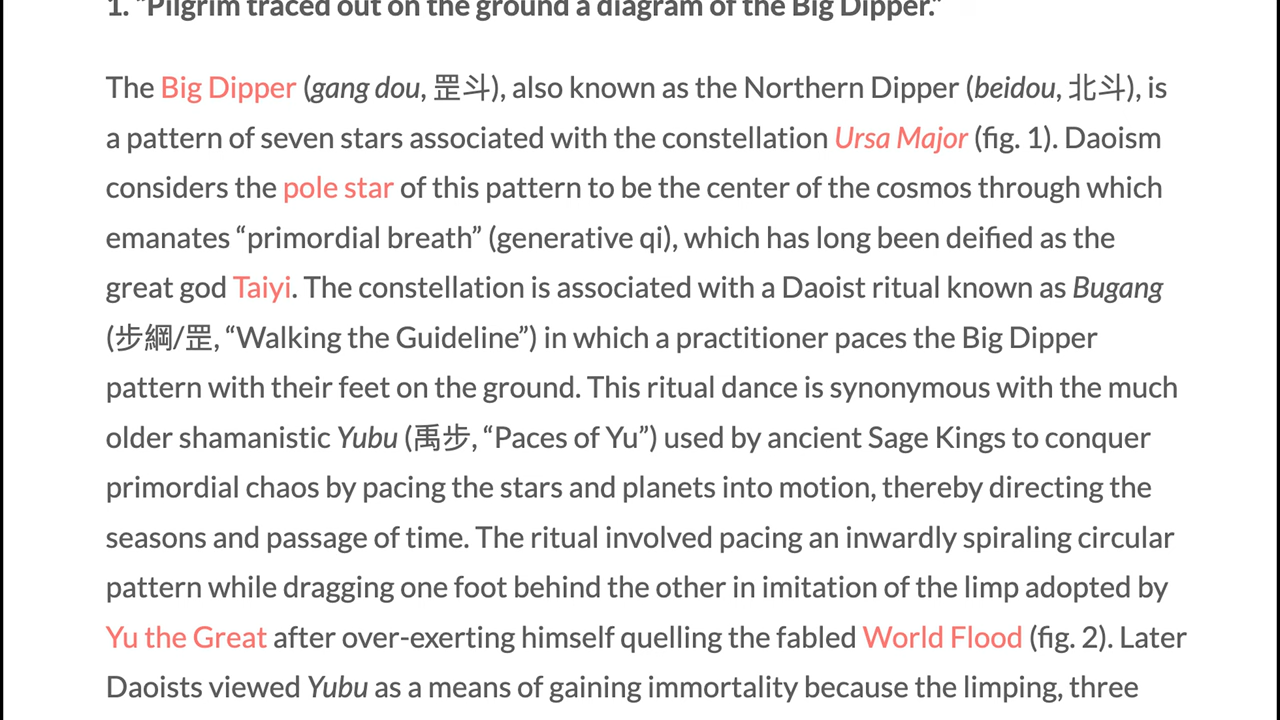 1. “Pilgrim traced out on the ground a diagram of the Big Dipper.”
The Big Dipper (gang dou, 罡斗), also known as the Northern Dipper (beidou, 北斗), is
a pattern of seven stars associated with the constellation Ursa Major (fig. 1). Daoism
considers the pole star of this pattern to be the center of the cosmos through which
emanates “primordial breath” (generative qi), which has long been deified as the
great god Taiyi. The constellation is associated with a Daoist ritual known as Bugang
(步綱/罡, “Walking the Guideline”) in which a practitioner paces the Big Dipper
pattern with their feet on the ground. This ritual dance is synonymous with the much
older shamanistic Yubu (禹步, “Paces of Yu”) used by ancient Sage Kings to conquer
primordial chaos by pacing the stars and planets into motion, thereby directing the
seasons and passage of time. The ritual involved pacing an inwardly spiraling circular
pattern while dragging one foot behind the other in imitation of the limp adopted by
Yu the Great after over-exerting himself quelling the fabled World Flood (fig. 2). Later
Daoists viewed Yubu as a means of gaining immortality because the limping, three